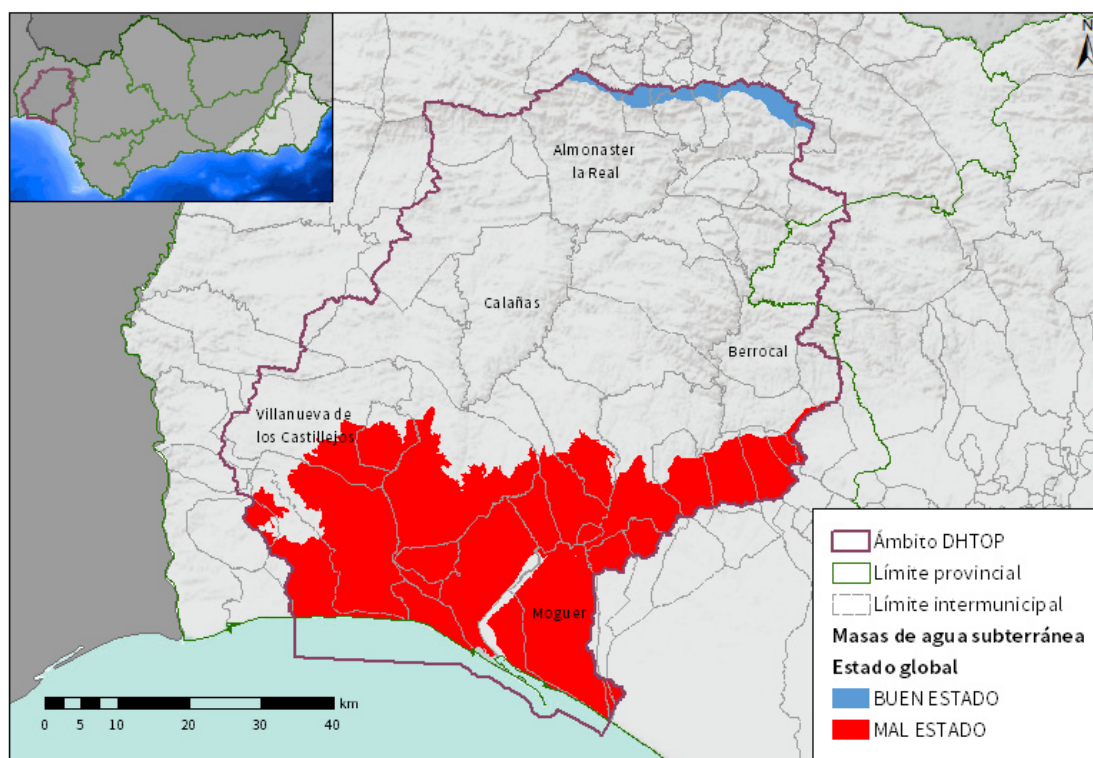 N
Almonaster
la Real
Calañas
Berrocal
Villanueva de
los Castillejos
Moguer
0 5 10 20 30 40 km
Ámbito DHTOP
Límite provincial
Límite intermunicipal
Masas de agua subterránea
Estado global
BUEN ESTADO
MAL ESTADO